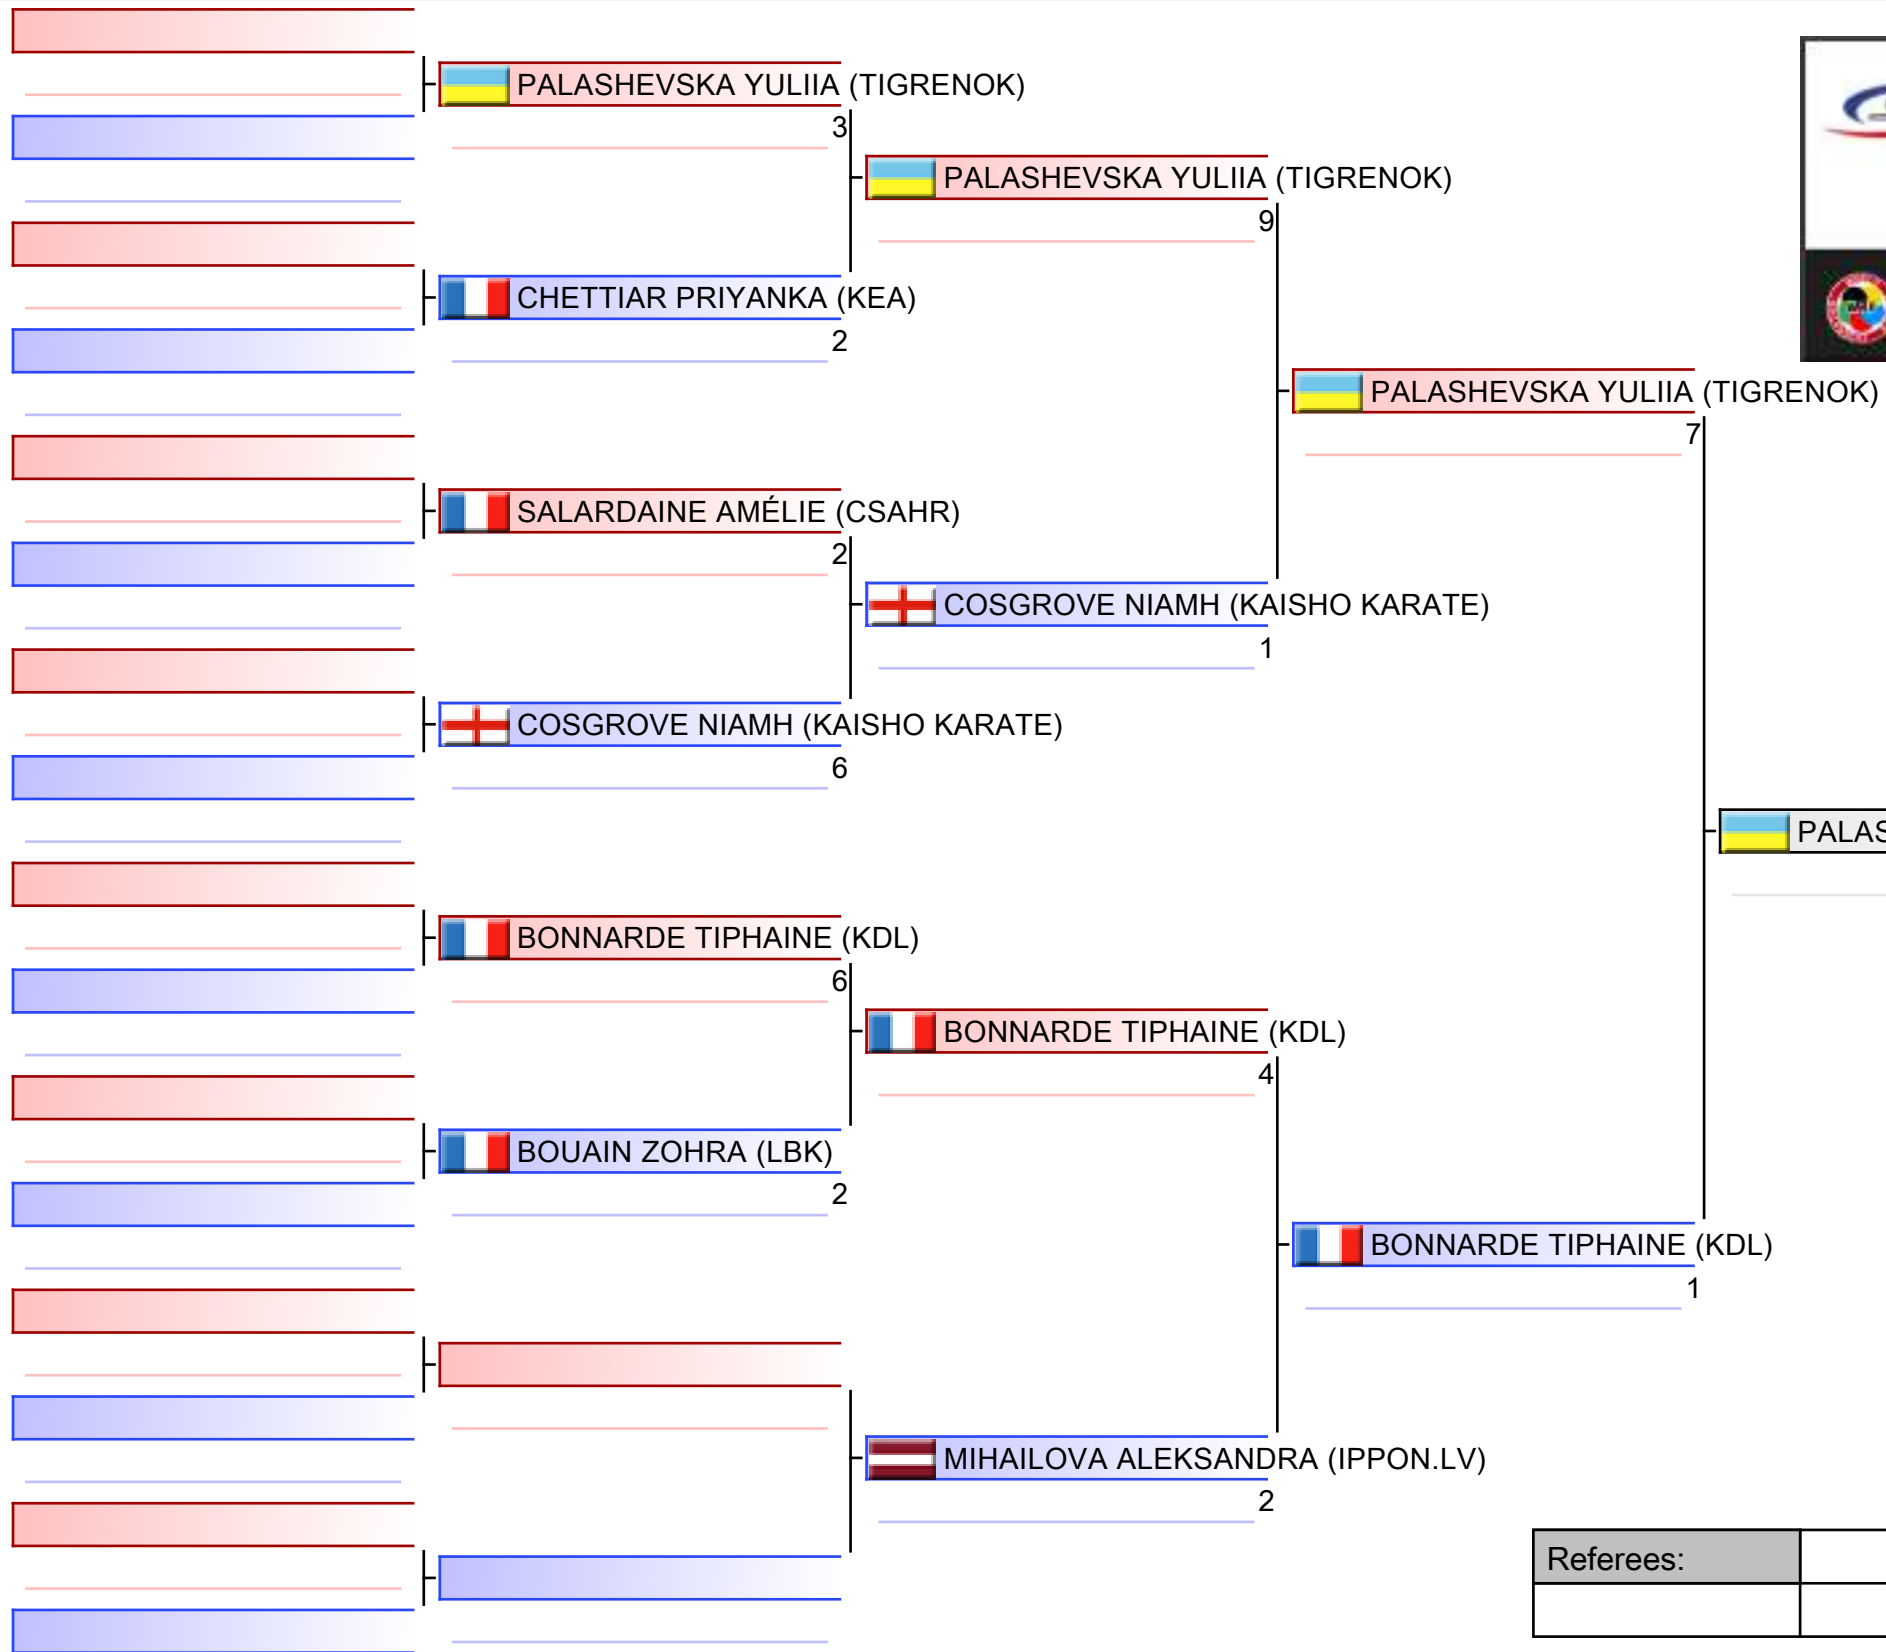 PALASHEVSKA YULIIA (TIGRENOK)
3
PALASHEVSKA YULIIA (TIGRENOK)
9
CHETTIAR PRIYANKA (KEA)
2
PALASHEVSKA YULIIA (TIGRENOK)
7
SALARDAINE AMÉLIE (CSAHR)
2
COSGROVE NIAMH (KAISHO KARATE)
1
COSGROVE NIAMH (KAISHO KARATE)
6
PALAS
BONNARDE TIPHAINE (KDL)
6
BONNARDE TIPHAINE (KDL)
4
BOUAIN ZOHRA (LBK)
2
BONNARDE TIPHAINE (KDL)
1
MIHAILOVA ALEKSANDRA (IPPON.LV)
2
Referees: